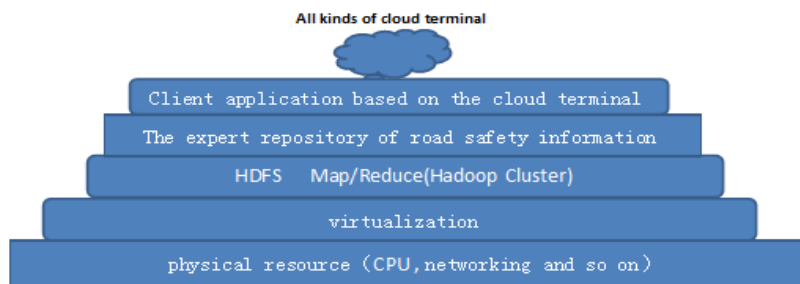 All kinds of cloud terminal
Client application based on the cloud terminal
The expert repository of road safety information
HDFS Map/Reduce(Hadoop Cluster)
virtualization
physical resource（CPU,networking and so on）